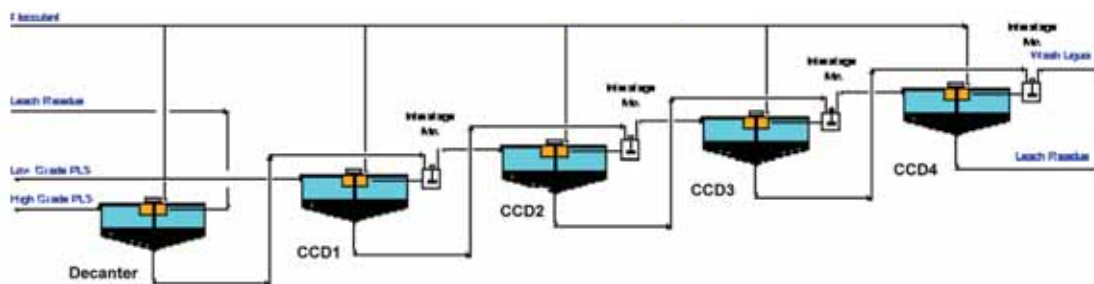 Flocculant
Interstage
Mix.
Wash Liquor
Interstage
Mix.
Interstage
Mix.
Leach Residue
Interstage
Mix.
Low Grade PLS
Leach Residue
CCD4
High Grade PLS
CCD3
CCD2
CCD1
Decanter